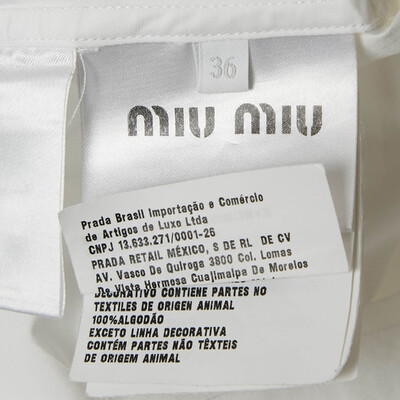 36
miu miu
Prada Brasil Importação e Comércio
de Artigos de Luxo Ltda
CNPJ 13.633.271/0001-26
PRADA RETAIL MÉXICO, S DE RL DE CV
AV. Vasco De Quiroga 3800 Col. Lomas
De Vista Hermosa Cuajimalpa De Morelos
DECORATIVO CONTIENE PARTES NO
TEXTILES DE ORIGEN ANIMAL
100%ALGODÃO
EXCETO LINHA DECORATIVA
CONTÉM PARTES NÃO TÊXTEIS
DE ORIGEM ANIMAL